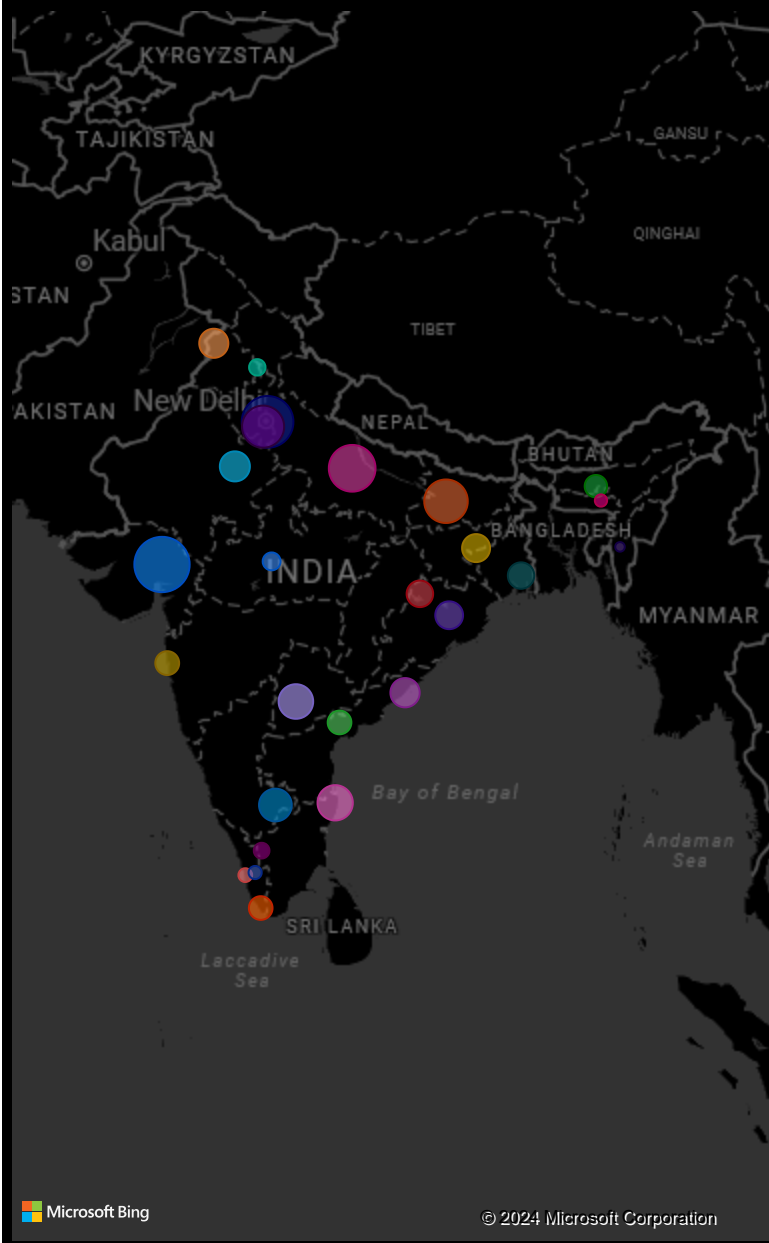 KYRGYZSTAN
GANSU
TAJIKISTAN
QINGHAI
Kabul
STAN
TIBET
New Delhi
PAKISTAN
NEPAL
BHUTAN
BANGLADESH
INDIA
MYANMAR
Bay of Bengal
Andaman
Sea
SRI LANKA
Laccadive
Sea
Microsoft Bing
© 2024 Microsoft Corporation